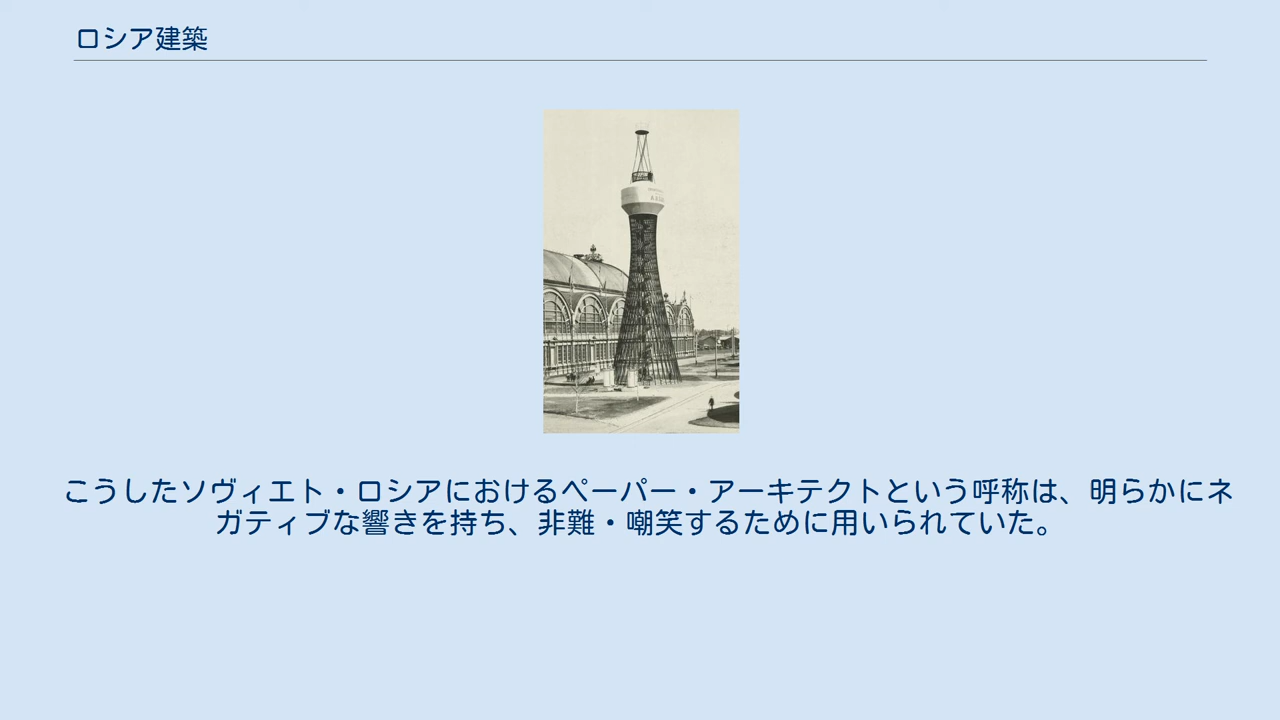 ロシア建築
こうしたソヴィエト・ロシアにおけるペーパー・アーキテクトという呼称は、明らかにネ
ガティブな響きを持ち、非難・嘲笑するために用いられていた。